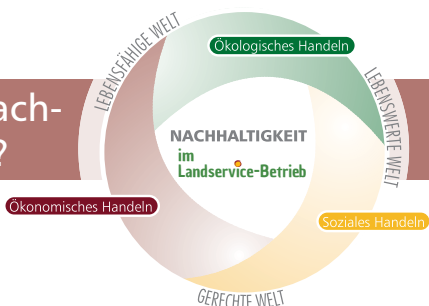 LEBENSFÄHIGE WELT
Ökologisches Handeln
LEBENSWERTE WELT
ach-
?
NACHHALTIGKEIT
im
Landservice-Betrieb
Ökonomisches Handeln
Soziales Handeln
GERECHTE WELT